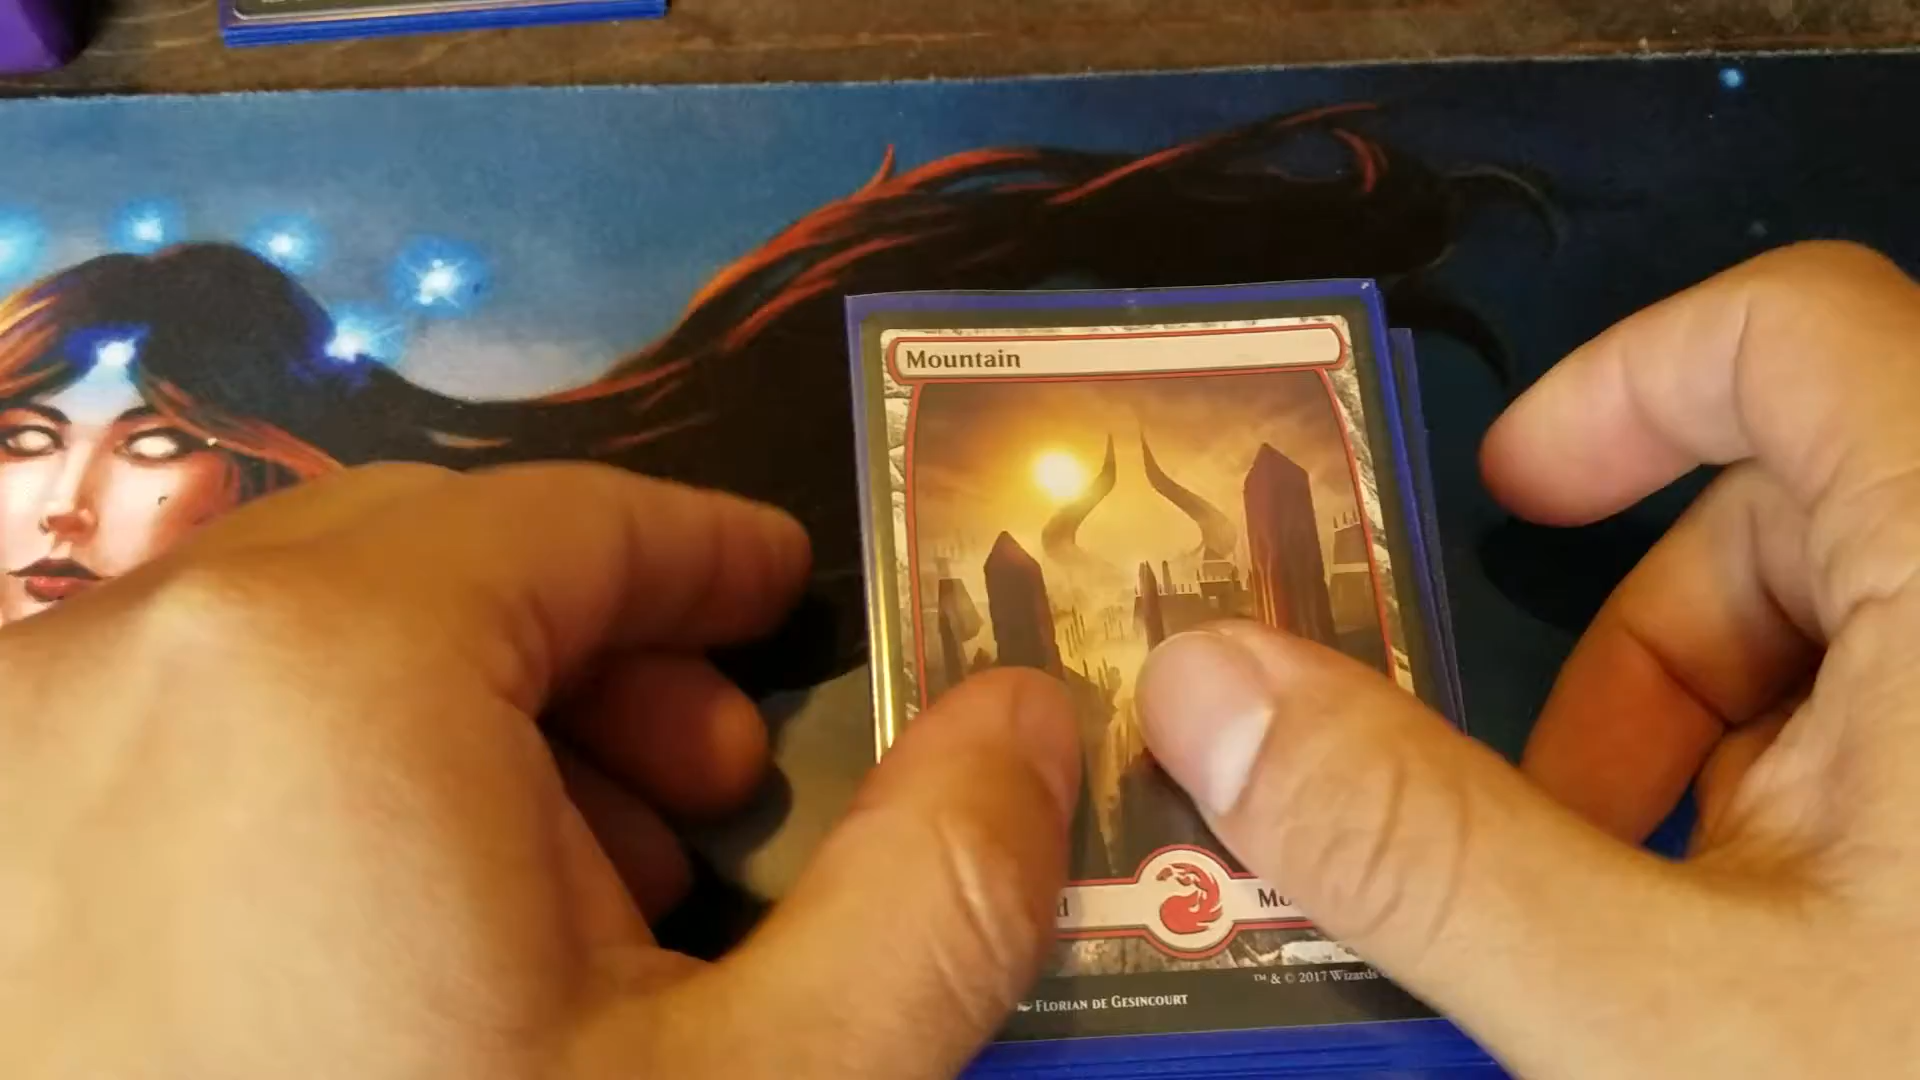 Mountain
d
Mo
™ & © 2017 Wizards
FLORIAN DE GESINCOURT